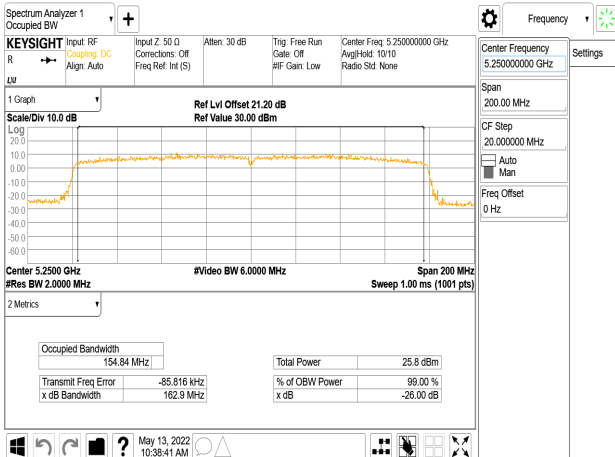 Spectrum Analyzer 1
Occupied BW
Frequency
KEYSIGHT
R
Input: RF
Coupling: DC
Align: Auto
Input Z: 50 Ω
Corrections: Off
Freq Ref: Int (S)
Atten: 30 dB
Trig: Free Run
Gate: Off
#IF Gain: Low
Center Freq: 5.250000000 GHz
Avg|Hold: 10/10
Radio Std: None
LXI
Center Frequency
5.250000000 GHz
Settings
Span
200.00 MHz
CF Step
20.000000 MHz
Auto
Man
Freq Offset
0 Hz
1 Graph
Scale/Div 10.0 dB
Ref Lvl Offset 21.20 dB
Ref Value 30.00 dBm
Log
20.0
10.0
0.00
-10.0
-20.0
-30.0
-40.0
-50.0
-60.0
Center 5.2500 GHz
#Video BW 6.0000 MHz
Span 200 MHz
#Res BW 2.0000 MHz
Sweep 1.00 ms (1001 pts)
2 Metrics
Occupied Bandwidth
154.84 MHz
Total Power 25.8 dBm
Transmit Freq Error -85.816 kHz
% of OBW Power 99.00 %
x dB Bandwidth 162.9 MHz
x dB -26.00 dB
?
May 13, 2022
10:38:41 AM